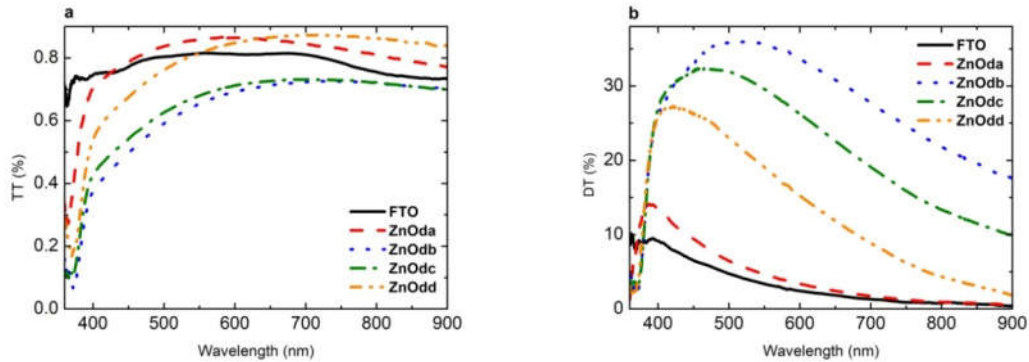 a
TT (%)
0.8
0.6
0.4
0.2
0.0
FTO
ZnOda
ZnOdb
ZnOdc
ZnOdd
400 500 600 700 800 900
Wavelength (nm)
b
DT (%)
30
20
10
0
FTO
ZnOda
ZnOdb
ZnOdc
ZnOdd
400 500 600 700 800 900
Wavelength (nm)